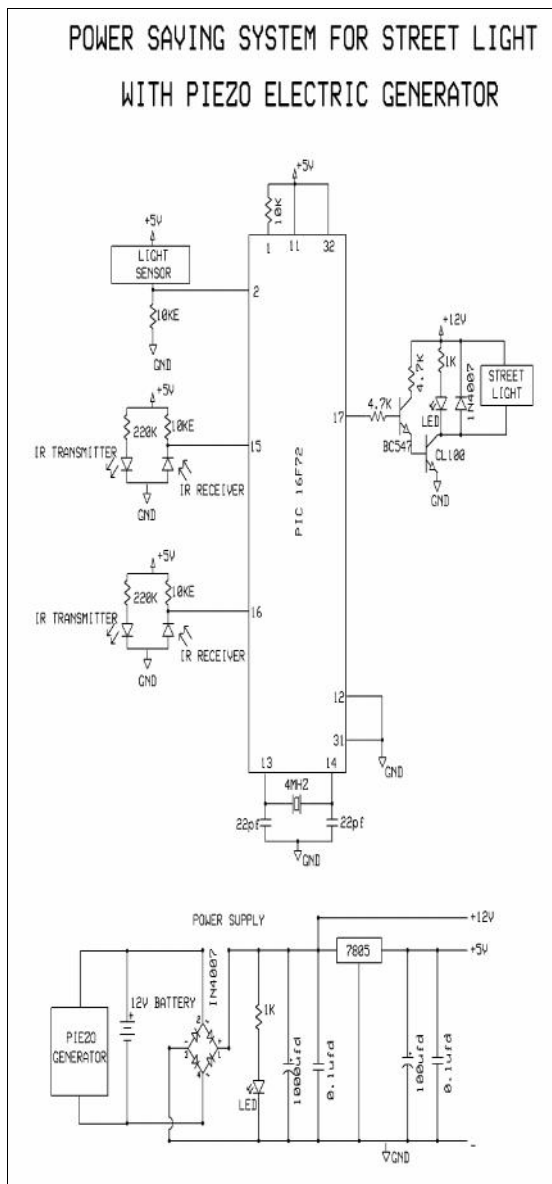 POWER SAVING SYSTEM FOR STREET LIGHT
WITH PIEZO ELECTRIC GENERATOR
+5V
10K
1 11 32
+5V
LIGHT
SENSOR
2
10KE
GND
+12V
4.7K
1K
1N4007
STREET
LIGHT
4.7K
17
LED
BC547
CL100
GND
+5V
220K
10KE
15
IR TRANSMITTER
IR RECEIVER
GND
PIC 16F72
+5V
220K
10KE
16
IR TRANSMITTER
IR RECEIVER
GND
12
31
GND
13 14
4MHZ
22pf 22pf
GND
POWER SUPPLY
+12V
7805
+5V
1N4007
12V BATTERY
+
PIEZO
GENERATOR
2
- +
3 1
4
1K
LED
1000ufd
0.1ufd
100ufd
0.1ufd
-
GND